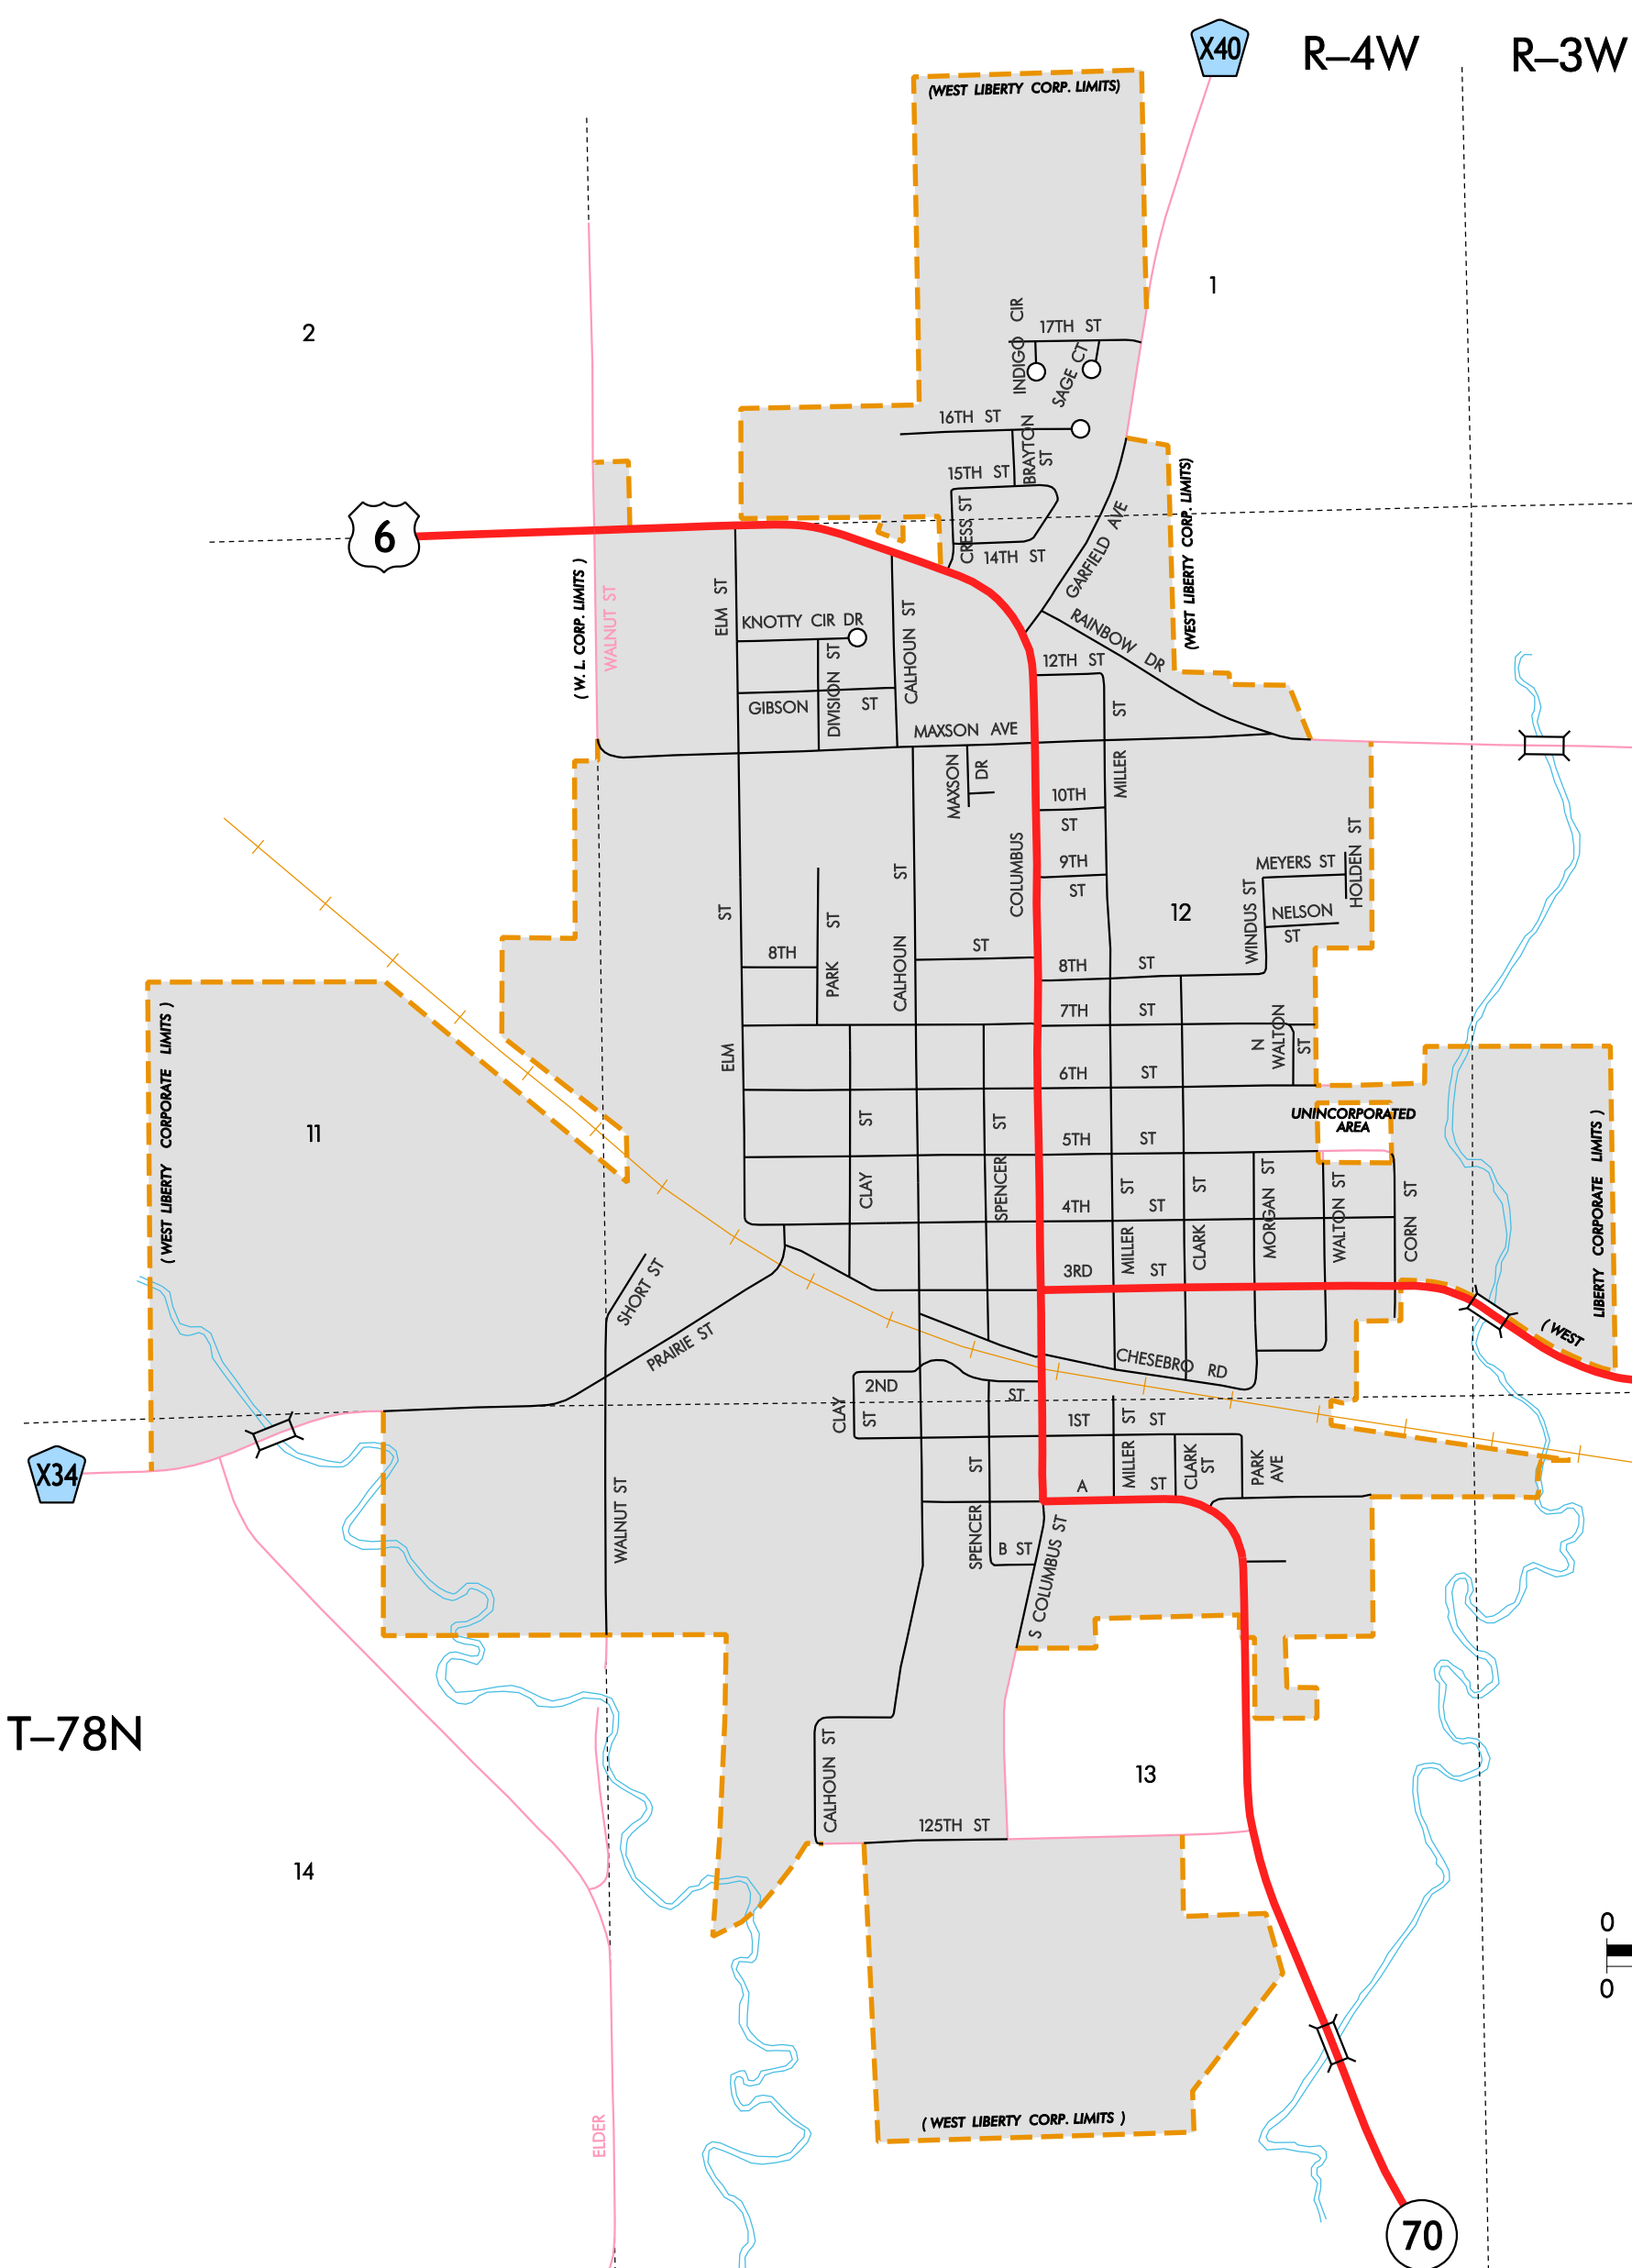 X40
R–4W
R–3W
(WEST LIBERTY CORP. LIMITS)
1
2
INDIGO CIR
17TH ST
SAGE CT
16TH ST
BRAYTON ST
15TH ST
(WEST LIBERTY CORP. LIMITS)
6
CRESS ST
14TH ST
GARFIELD AVE
(W. L. CORP. LIMITS )
WALNUT ST
ELM ST
KNOTTY CIR DR
CALHOUN ST
RAINBOW DR
DIVISION ST
12TH ST
GIBSON ST
MAXSON AVE
MILLER ST
MAXSON DR
10TH ST
COLUMBUS
9TH ST
MEYERS ST
HOLDEN ST
12
WINDUS ST
NELSON ST
ELM ST
8TH
PARK ST
CALHOUN ST
ST
8TH ST
7TH ST
N WALTON ST
6TH ST
(WEST LIBERTY CORPORATE LIMITS )
11
UNINCORPORATED
AREA
5TH ST
CLAY ST
SPENCER ST
4TH ST
MILLER ST
CLARK ST
MORGAN ST
WALTON ST
CORN ST
LIBERTY CORPORATE LIMITS )
( WEST
3RD ST
SHORT ST
PRAIRIE ST
CHESEBRO RD
2ND ST
CLAY ST
1ST ST
MILLER ST
CLARK ST
PARK AVE
X34
A ST
WALNUT ST
SPENCER ST
B ST
S COLUMBUS ST
T–78N
13
CALHOUN ST
125TH ST
14
0
0
ELDER
( WEST LIBERTY CORP. LIMITS )
70